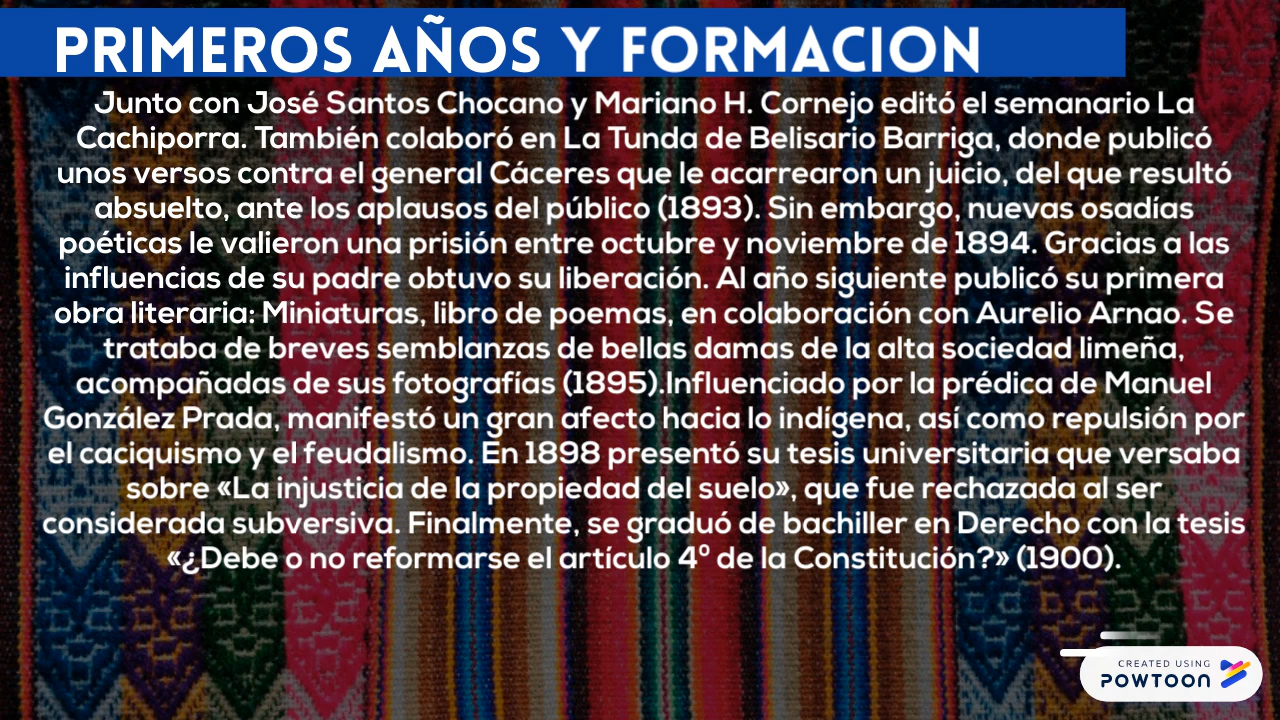 PRIMEROS AÑOS Y FORMACION
Junto con José Santos Chocano y Mariano H. Cornejo editó el semanario La
Cachiporra. También colaboró en La Tunda de Belisario Barriga, donde publicó
unos versos contra el general Cáceres que le acarrearon un juicio, del que resultó
absuelto, ante los aplausos del público (1893). Sin embargo, nuevas osadías
poéticas le valieron una prisión entre octubre y noviembre de 1894. Gracias a las
influencias de su padre obtuvo su liberación. Al año siguiente publicó su primera
obra literaria: Miniaturas, libro de poemas, en colaboración con Aurelio Arnao. Se
trataba de breves semblanzas de bellas damas de la alta sociedad limeña,
acompañadas de sus fotografías (1895).Influenciado por la prédica de Manuel
González Prada, manifestó un gran afecto hacia lo indígena, así como repulsión por
el caciquismo y el feudalismo. En 1898 presentó su tesis universitaria que versaba
sobre «La injusticia de la propiedad del suelo», que fue rechazada al ser
considerada subversiva. Finalmente, se graduó de bachiller en Derecho con la tesis
«¿Debe o no reformarse el artículo 4º de la Constitución?» (1900).
CREATED USING
POWTOON